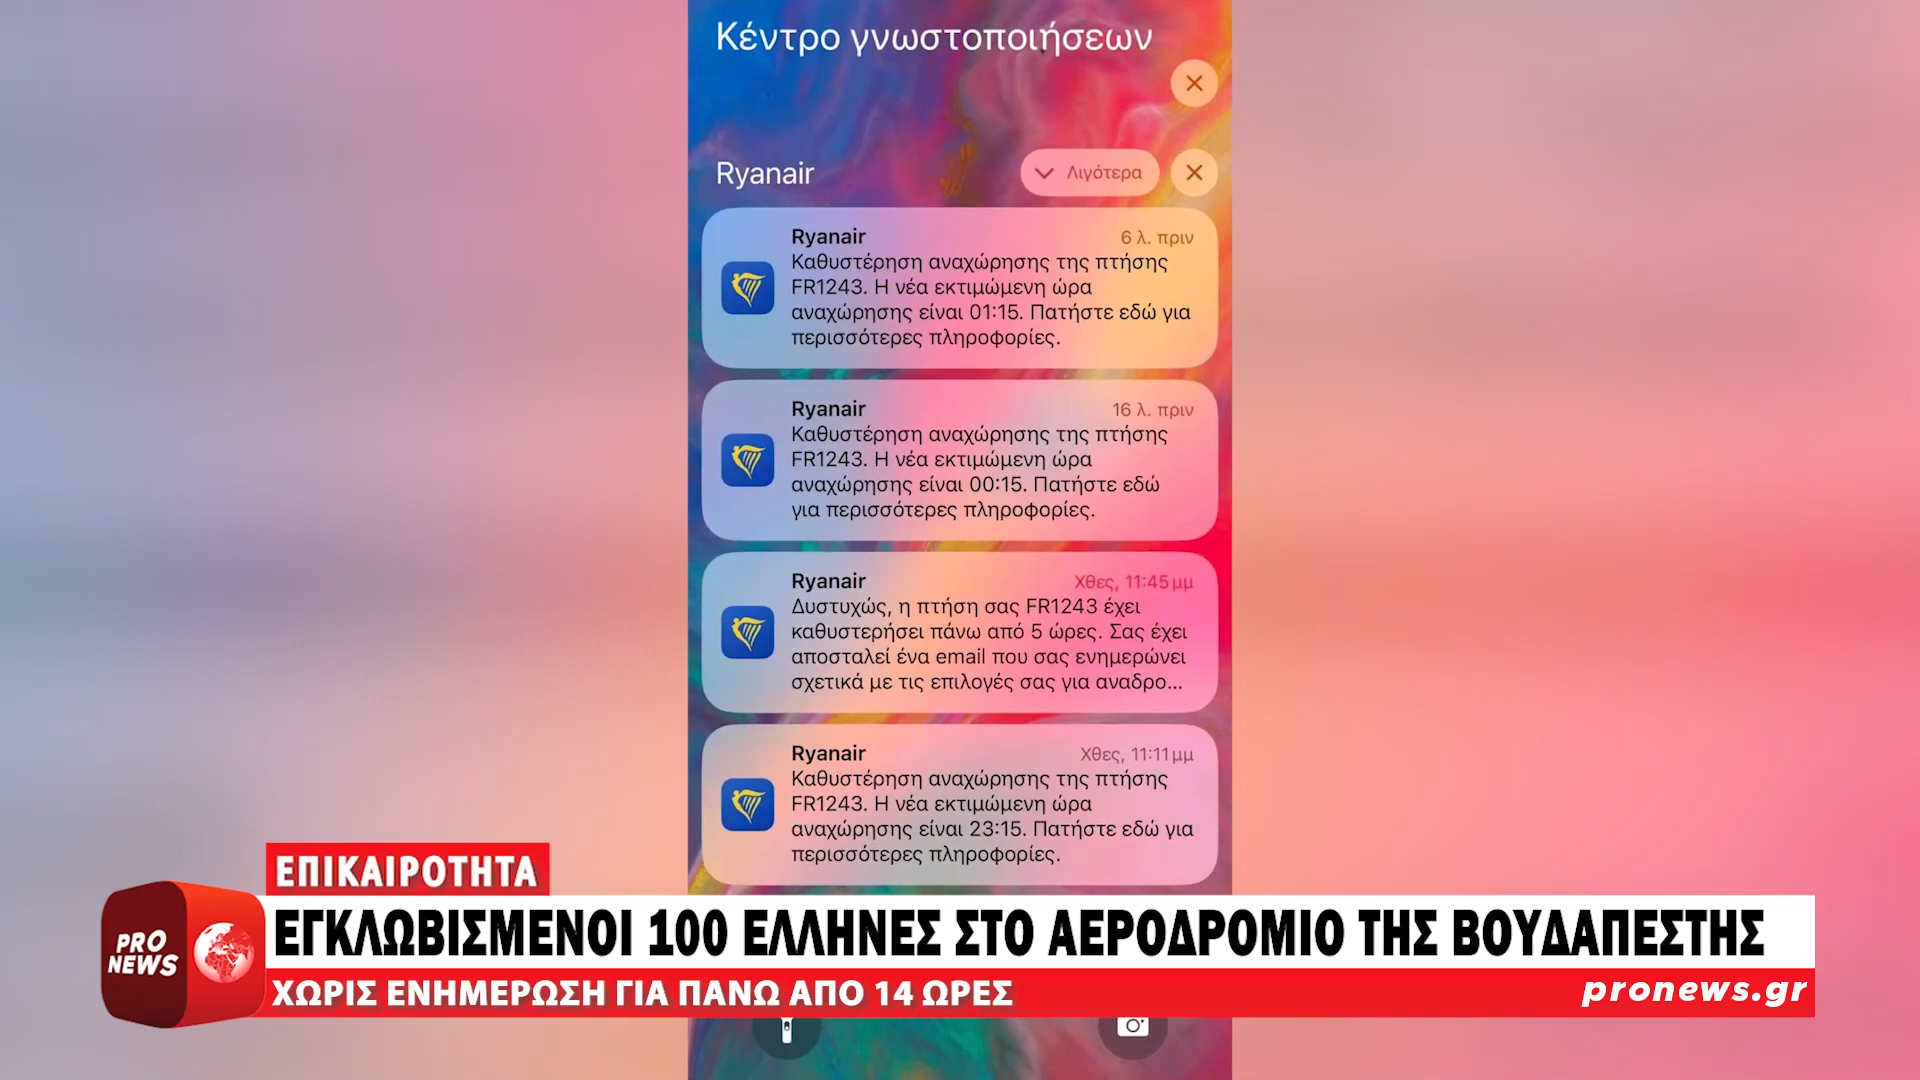 Κέντρο γνωστοποιήσεων
Ryanair
Λιγότερα
Ryanair
6 λ. πριν
Καθυστέρηση αναχώρησης της πτήσης
FR1243. Η νέα εκτιμώμενη ώρα
αναχώρησης είναι 01:15. Πατήστε εδώ για
περισσότερες πληροφορίες.
Ryanair
16 λ. πριν
Καθυστέρηση αναχώρησης της πτήσης
FR1243. Η νέα εκτιμώμενη ώρα
αναχώρησης είναι 00:15. Πατήστε εδώ
για περισσότερες πληροφορίες.
Ryanair
Χθες, 11:45 μμ
Δυστυχώς, η πτήση σας FR1243 έχει
καθυστερήσει πάνω από 5 ώρες. Σας έχει
αποσταλεί ένα email που σας ενημερώνει
σχετικά με τις επιλογές σας για αναδρο...
Ryanair
Χθες, 11:11 μμ
Καθυστέρηση αναχώρησης της πτήσης
FR1243. Η νέα εκτιμώμενη ώρα
αναχώρησης είναι 23:15. Πατήστε εδώ για
περισσότερες πληροφορίες.
ΕΠΙΚΑΙΡΟΤΗΤΑ
PRO
NEWS
ΕΓΚΛΩΒΙΣΜΕΝΟΙ 100 ΕΛΛΗΝΕΣ ΣΤΟ ΑΕΡΟΔΡΟΜΙΟ ΤΗΣ ΒΟΥΔΑΠΕΣΤΗΣ
ΧΩΡΙΣ ΕΝΗΜΕΡΩΣΗ ΓΙΑ ΠΑΝΩ ΑΠΟ 14 ΩΡΕΣ
pronews.gr